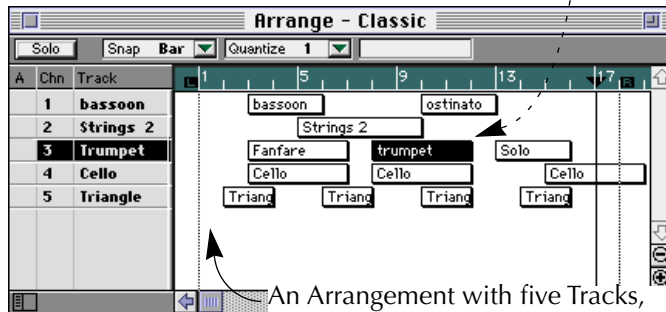 Arrange - Classic
Solo Snap Bar Quantize 1
A Chn Track L 1 5 9 13 17 R
1 bassoon bassoon ostinato
2 Strings 2 Strings 2
3 Trumpet Fanfare trumpet Solo
4 Cello Cello Cello Cello
5 Triangle Triang Triang Triang Triang
An Arrangement with five Tracks,